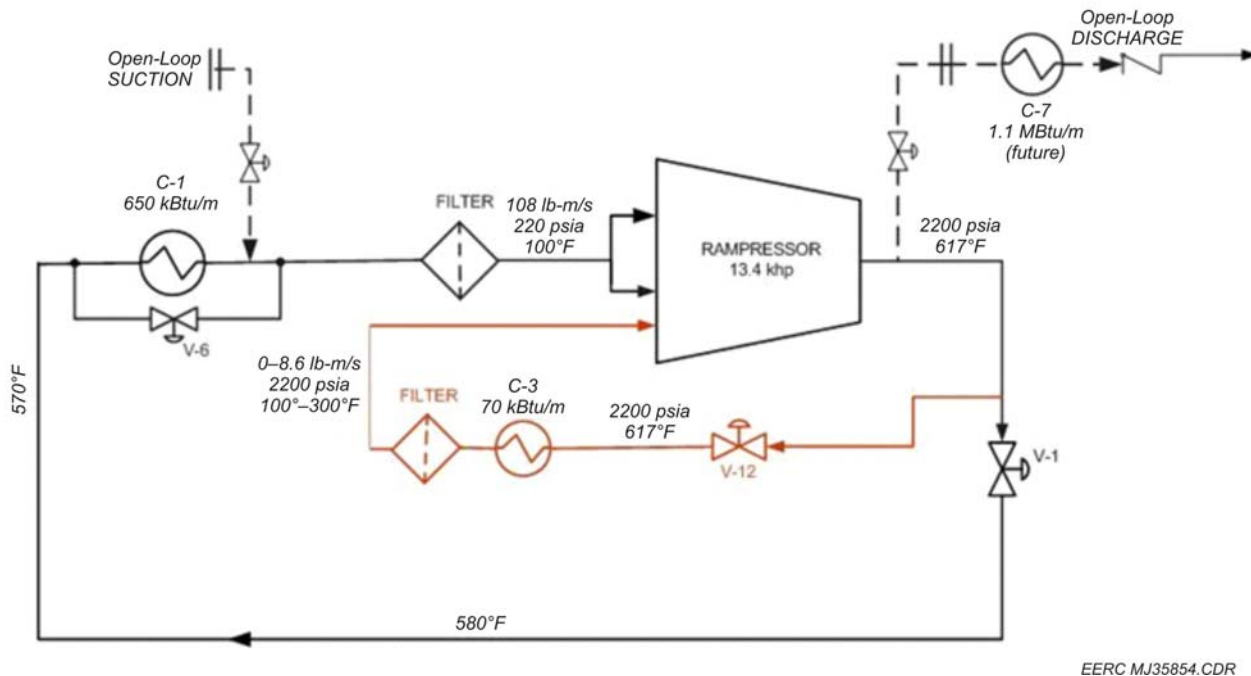 Open-Loop
DISCHARGE
Open-Loop
SUCTION
C-7
1.1 MBtu/m
(future)
C-1
650 kBtu/m
FILTER
108 lb-m/s
220 psia
100°F
2200 psia
617°F
RAMPRESSOR
13.4 khp
V-6
0–8.6 lb-m/s
2200 psia
100°–300°F
FILTER
C-3
70 kBtu/m
2200 psia
617°F
V-12
V-1
570°F
580°F
EERC MJ35854.CDR